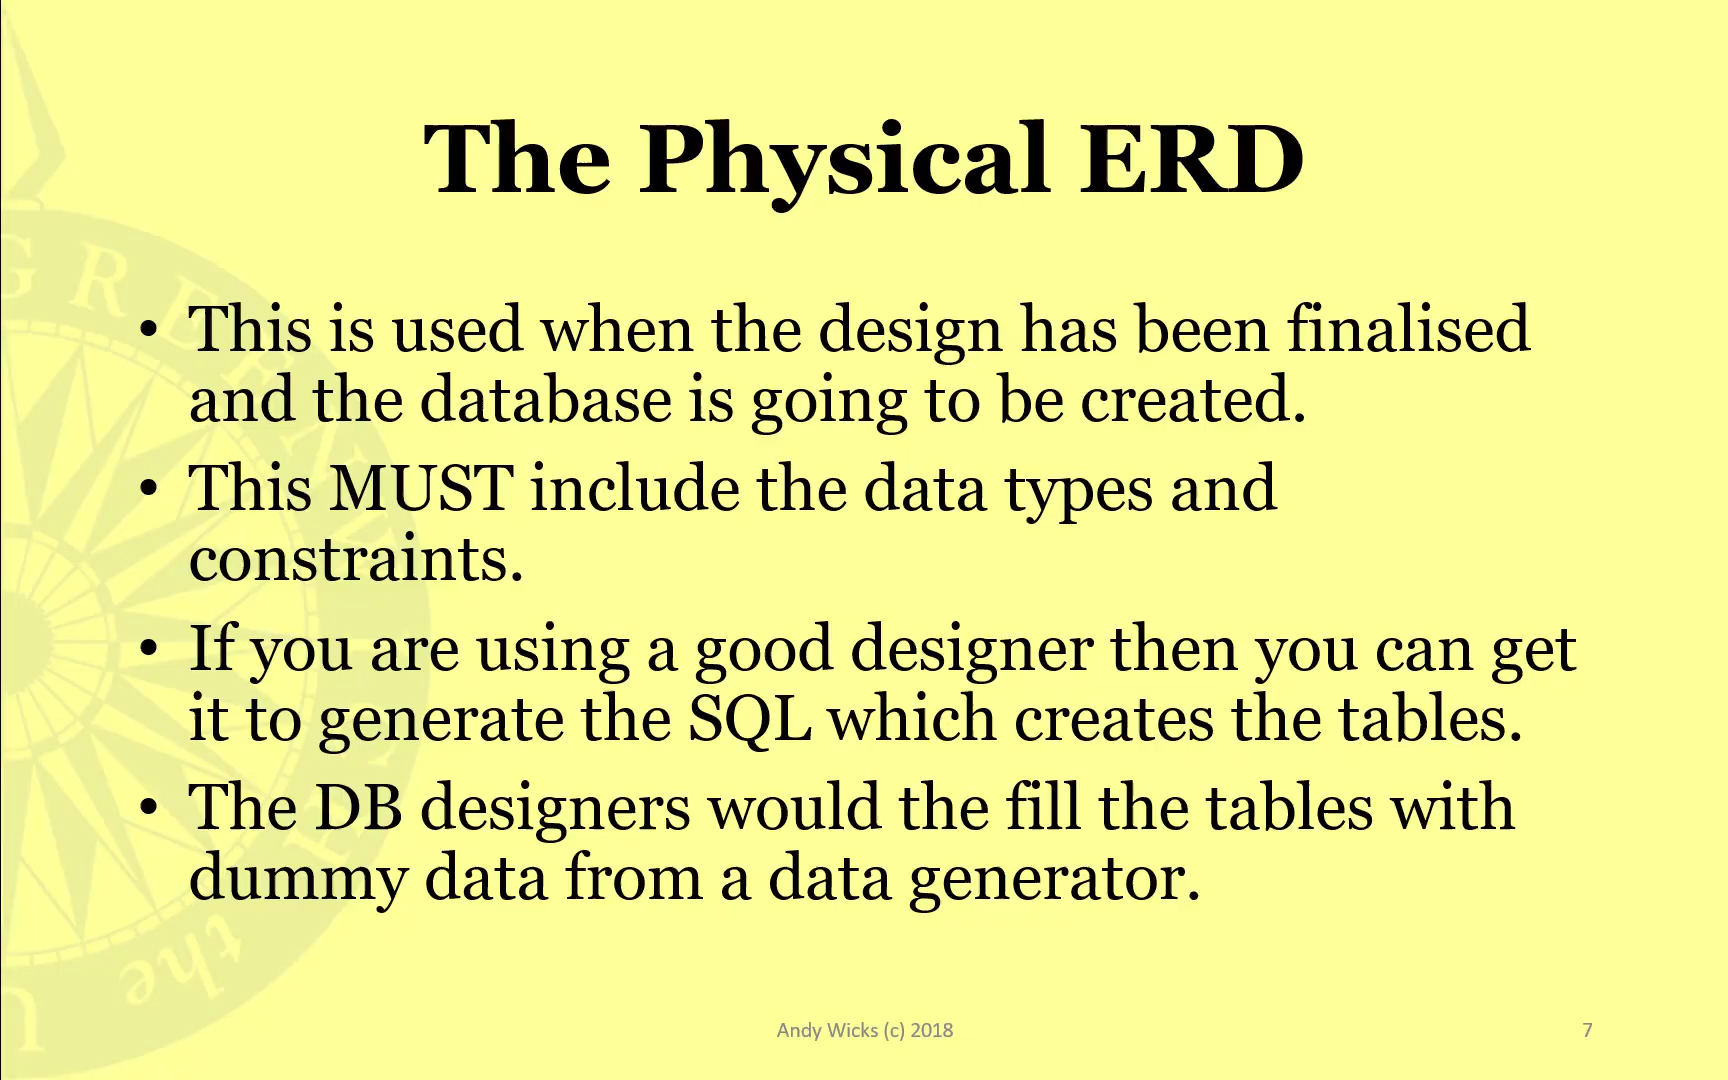 The Physical ERD
• This is used when the design has been finalised
and the database is going to be created.
• This MUST include the data types and
constraints.
• If you are using a good designer then you can get
it to generate the SQL which creates the tables.
• The DB designers would the fill the tables with
dummy data from a data generator.
Andy Wicks (c) 2018
7
the